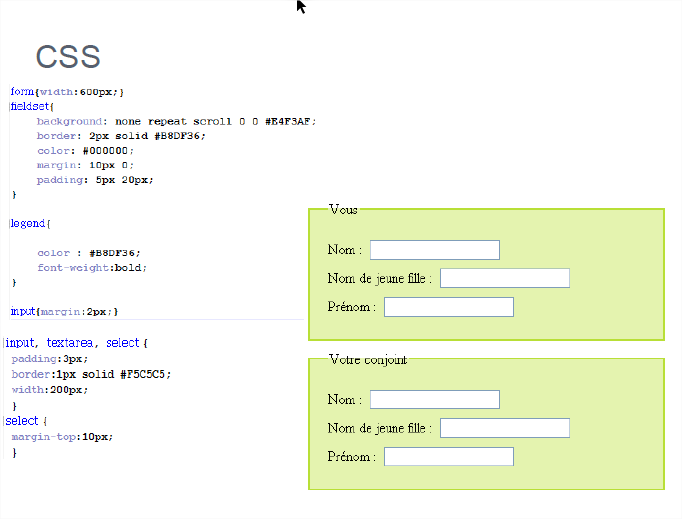 CSS
form{width:600px;}
fieldset{
background: none repeat scroll 0 0 #E4F3AF;
border: 2px solid #B8DF36;
color: #000000;
margin: 10px 0;
padding: 5px 20px;
}
legend{
color : #B8DF36;
font-weight:bold;
}
input{margin:2px;}
input, textarea, select {
padding:3px;
border:1px solid #F5C5C5;
width:200px;
}
select {
margin-top:10px;
}
Vous
Nom :
Nom de jeune fille :
Prénom :
Votre conjoint
Nom :
Nom de jeune fille :
Prénom :